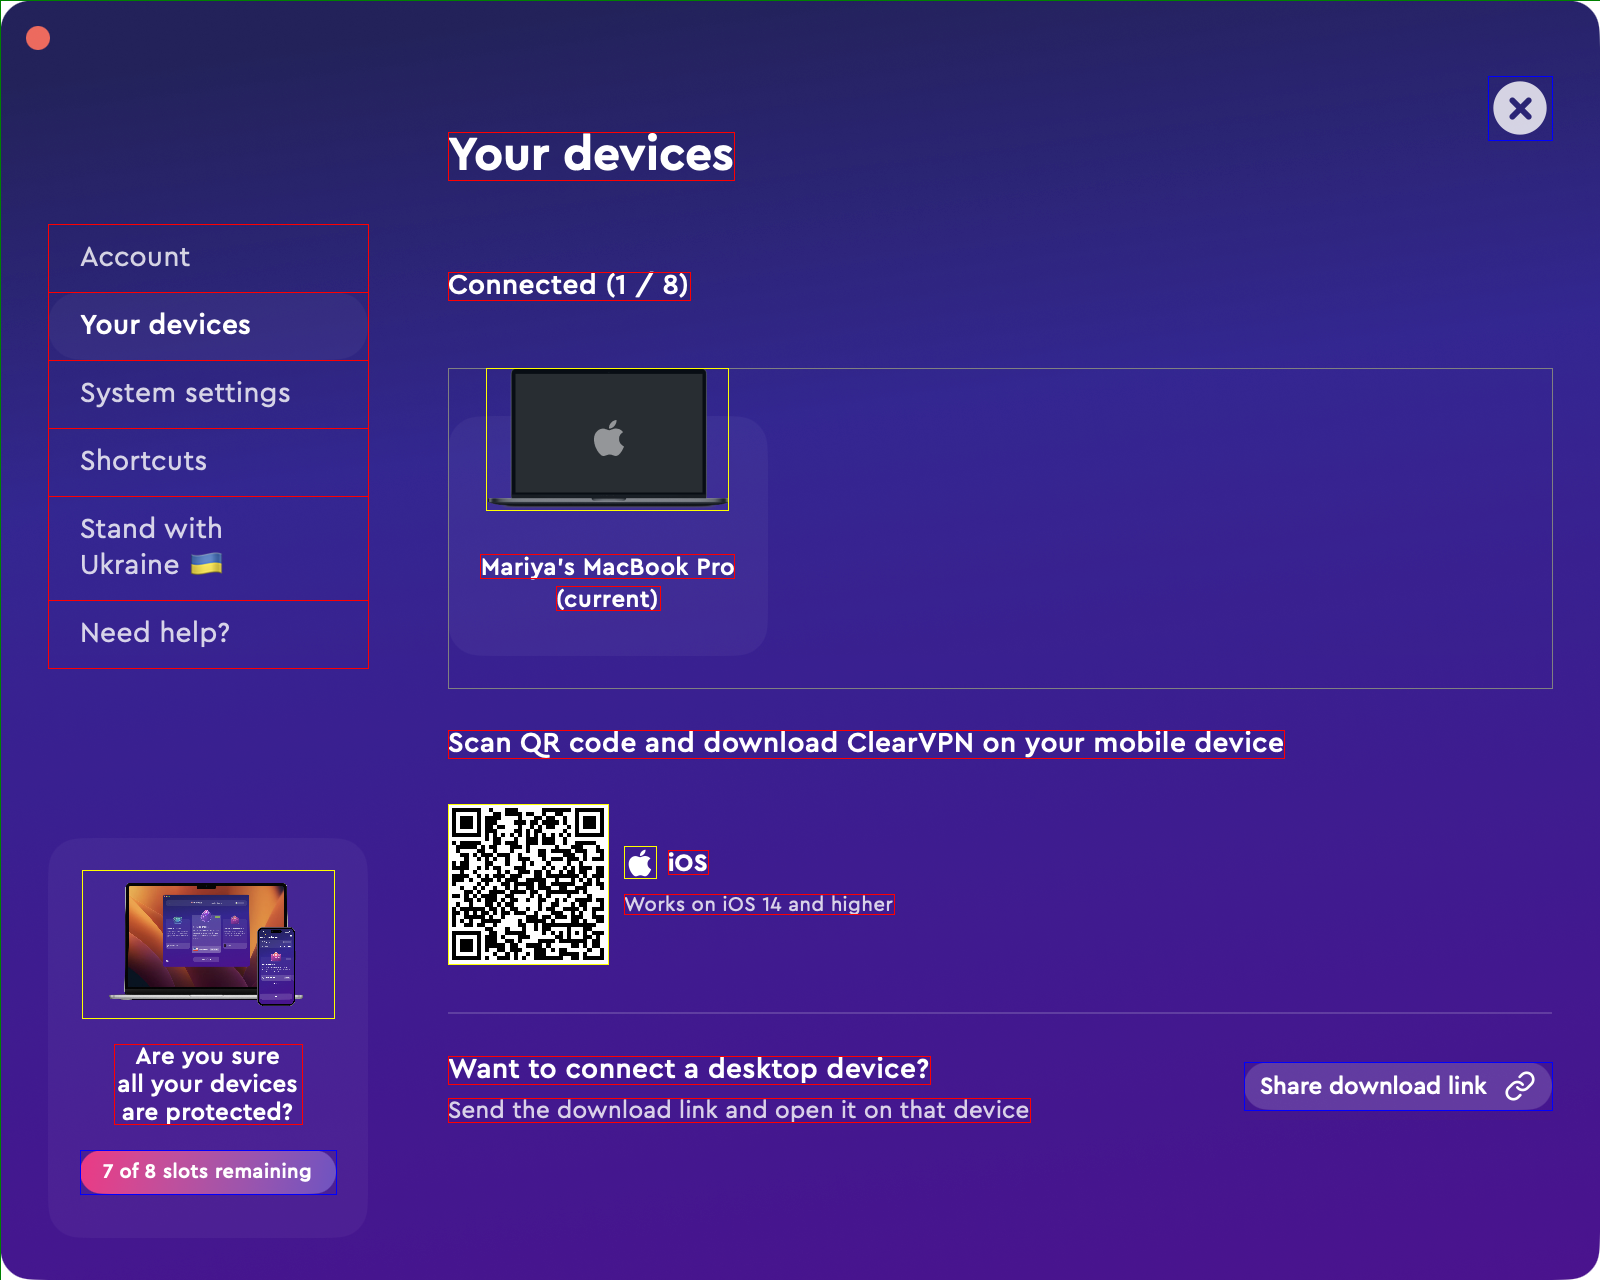 Your devices
Account
Your devices
System settings
Shortcuts
Stand with
Ukraine 🇺🇦
Need help?
Connected (1 / 8)
Mariya's MacBook Pro
(current)
Scan QR code and download ClearVPN on your mobile device
iOS
Works on iOS 14 and higher
Are you sure
all your devices
are protected?
7 of 8 slots remaining
Want to connect a desktop device?
Send the download link and open it on that device
Share download link